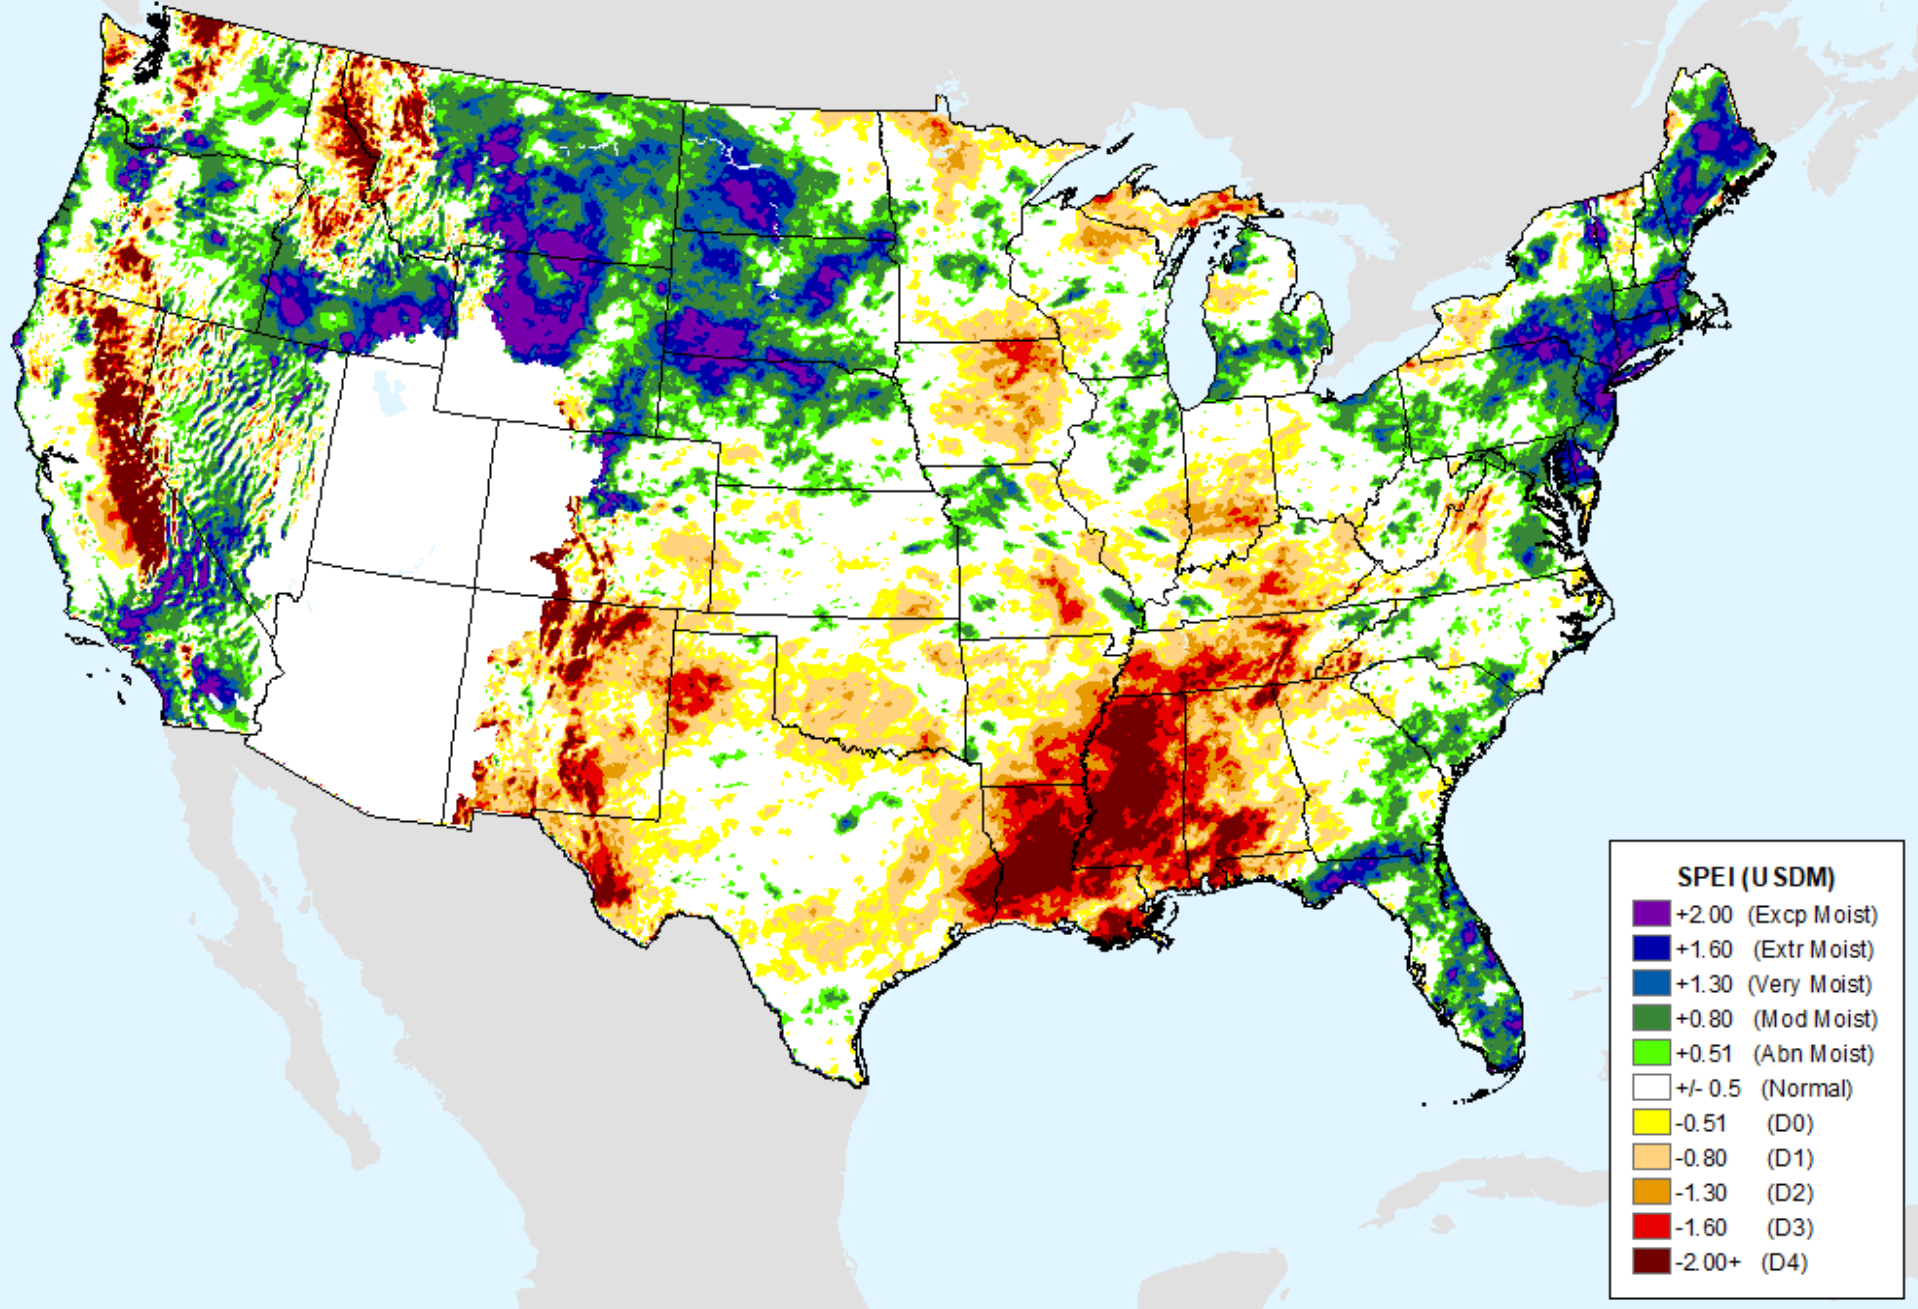 SPEI (USDM)
+2.00 (Excp Moist)
+1.60 (Extr Moist)
+1.30 (Very Moist)
+0.80 (Mod Moist)
+0.51 (Abn Moist)
+/- 0.5 (Normal)
-0.51 (D0)
-0.80 (D1)
-1.30 (D2)
-1.60 (D3)
-2.00+ (D4)